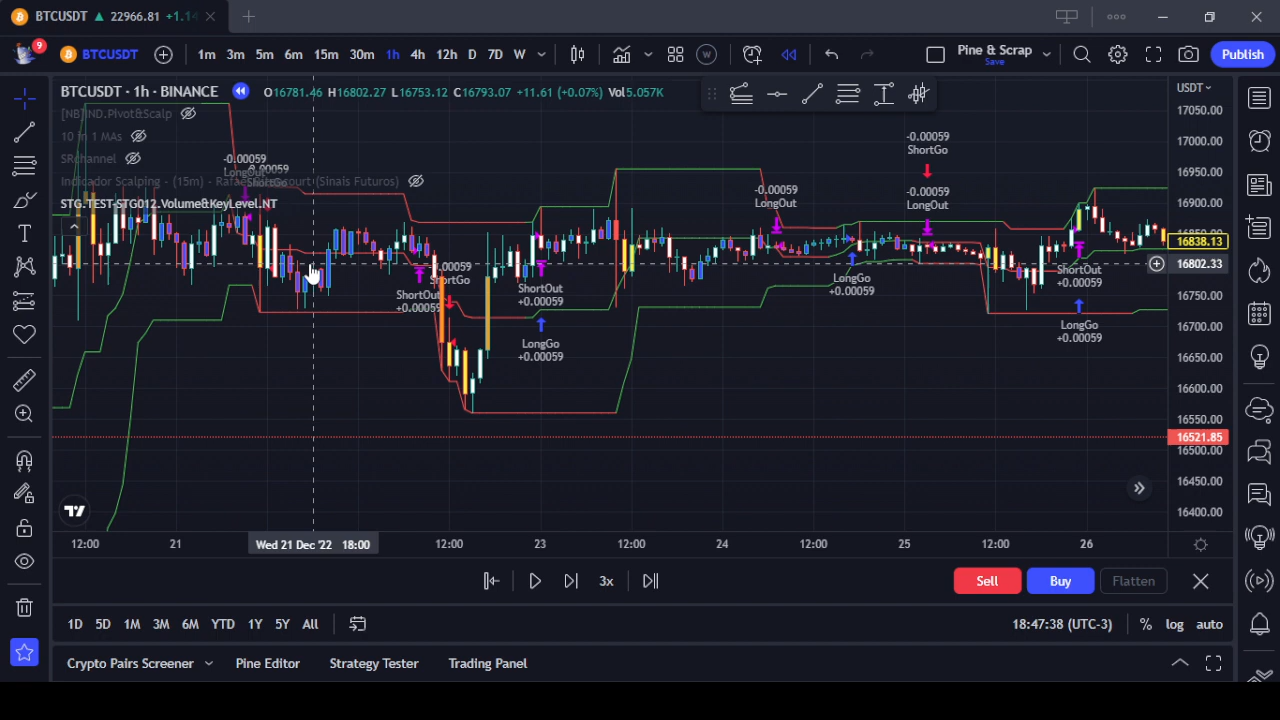 BTCUSDT ▲ 22966.81 +1.1
9
BTCUSDT 1m 3m 5m 6m 15m 30m 1h 4h 12h D 7D W
Pine & Scrap
Save
Publish
BTCUSDT · 1h · BINANCE O16781.46 H16802.27 L16753.12 C16793.07 +11.61 (+0.07%) Vol5.057K
USDT
[NB]IND.Pivot&Scalp
10 in 1 MAs
SRchannel
(Sinais Futuros)
STG.TEST-STG012.Volume&KeyLevel.NT
-0.00059
LongOut
-0.00059
ShortGo
-0.00059
ShortGo
ShortOut
+0.00059
ShortOut
+0.00059
LongGo
+0.00059
-0.00059
LongOut
LongGo
+0.00059
-0.00059
ShortGo
-0.00059
LongOut
ShortOut
+0.00059
LongGo
+0.00059
17050.00
17000.00
16950.00
16900.00
16838.13
16802.33
16750.00
16700.00
16650.00
16600.00
16550.00
16521.85
16500.00
16450.00
16400.00
12:00 21 Wed 21 Dec '22 18:00 12:00 23 12:00 24 12:00 25 12:00 26
3x
Sell Buy Flatten
1D 5D 1M 3M 6M YTD 1Y 5Y All
18:47:38 (UTC-3) % log auto
Crypto Pairs Screener Pine Editor Strategy Tester Trading Panel